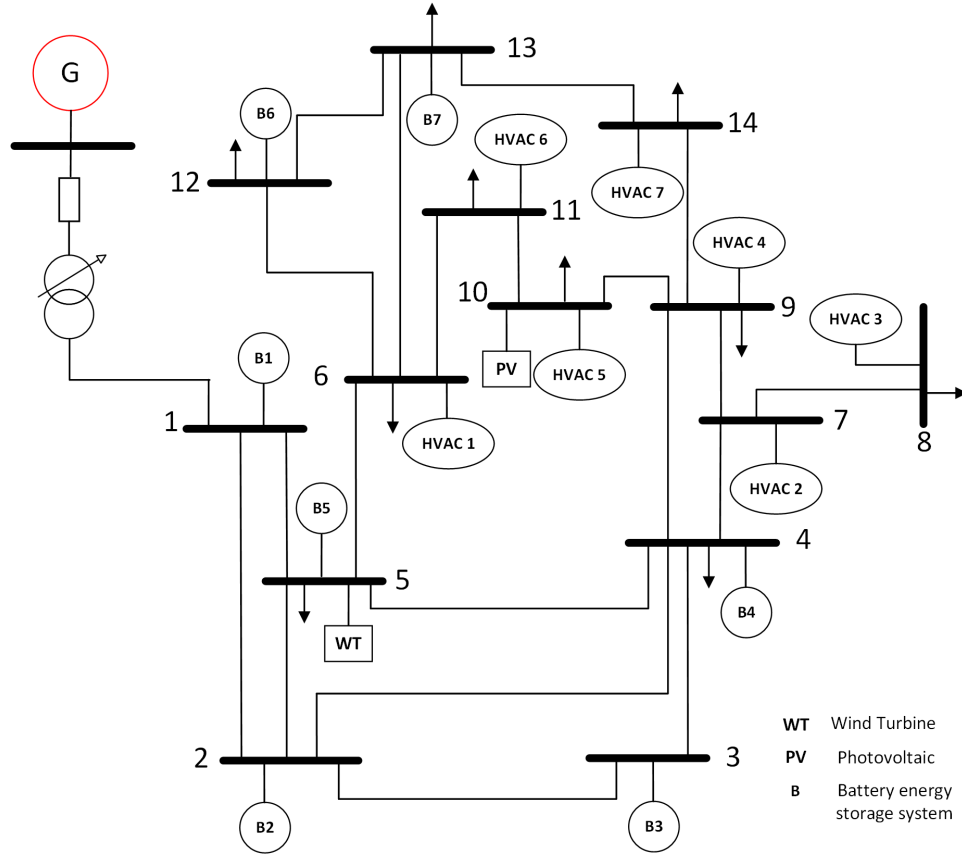 G
13
B6
B7
14
HVAC 6
12
HVAC 7
11
HVAC 4
10
9
HVAC 3
B1
6
PV
HVAC 5
1
7
8
HVAC 1
HVAC 2
B5
4
5
B4
WT
WT Wind Turbine
2
3
PV Photovoltaic
B Battery energy
storage system
B2
B3